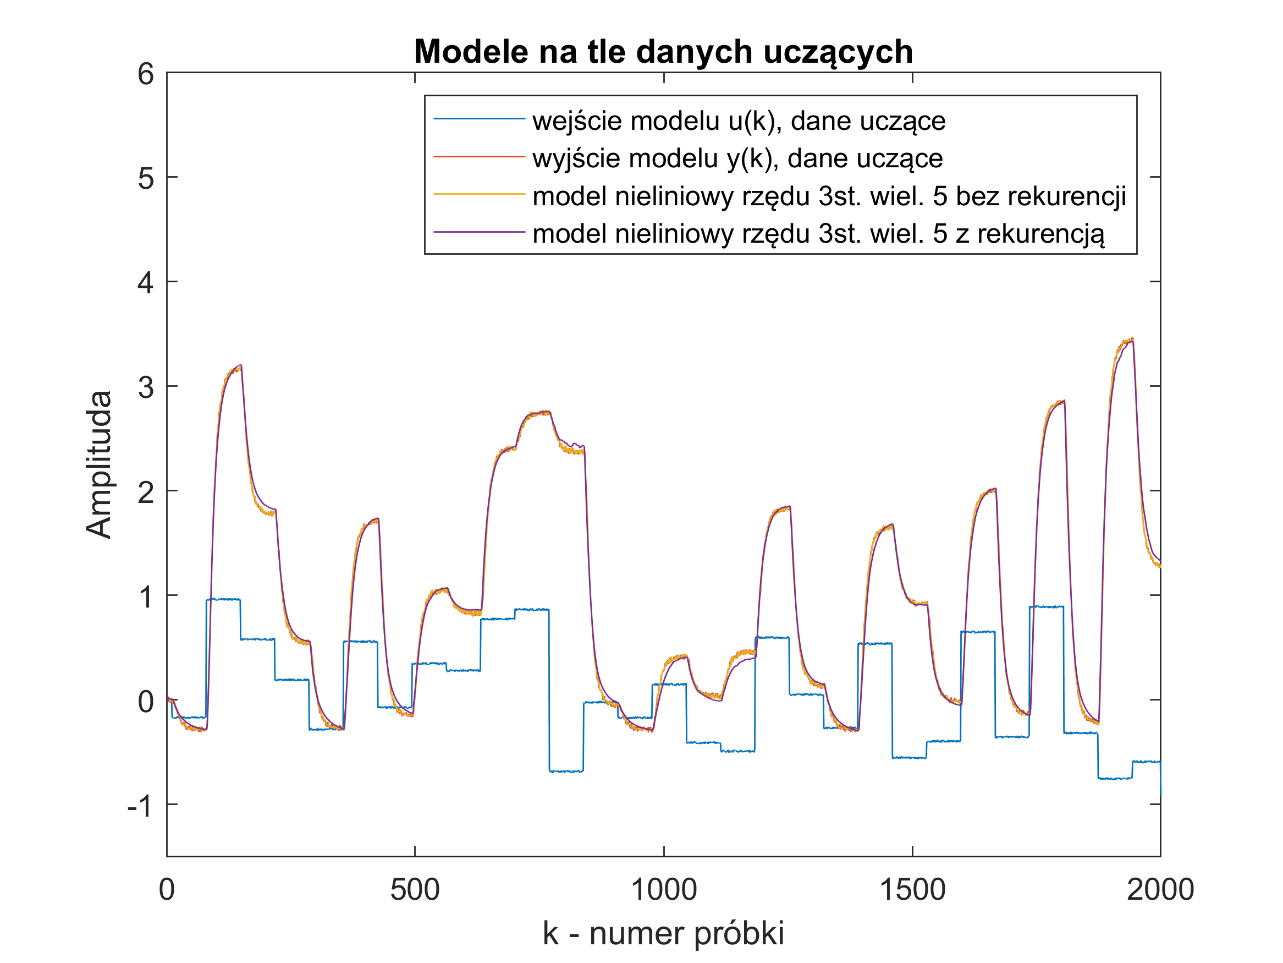 Modele na tle danych uczących
6
wejście modelu u(k), dane uczące
wyjście modelu y(k), dane uczące
model nieliniowy rzędu 3st. wiel. 5 bez rekurencji
model nieliniowy rzędu 3st. wiel. 5 z rekurencją
5
4
3
2
1
0
-1
Amplituda
0 500 1000 1500 2000
k - numer próbki